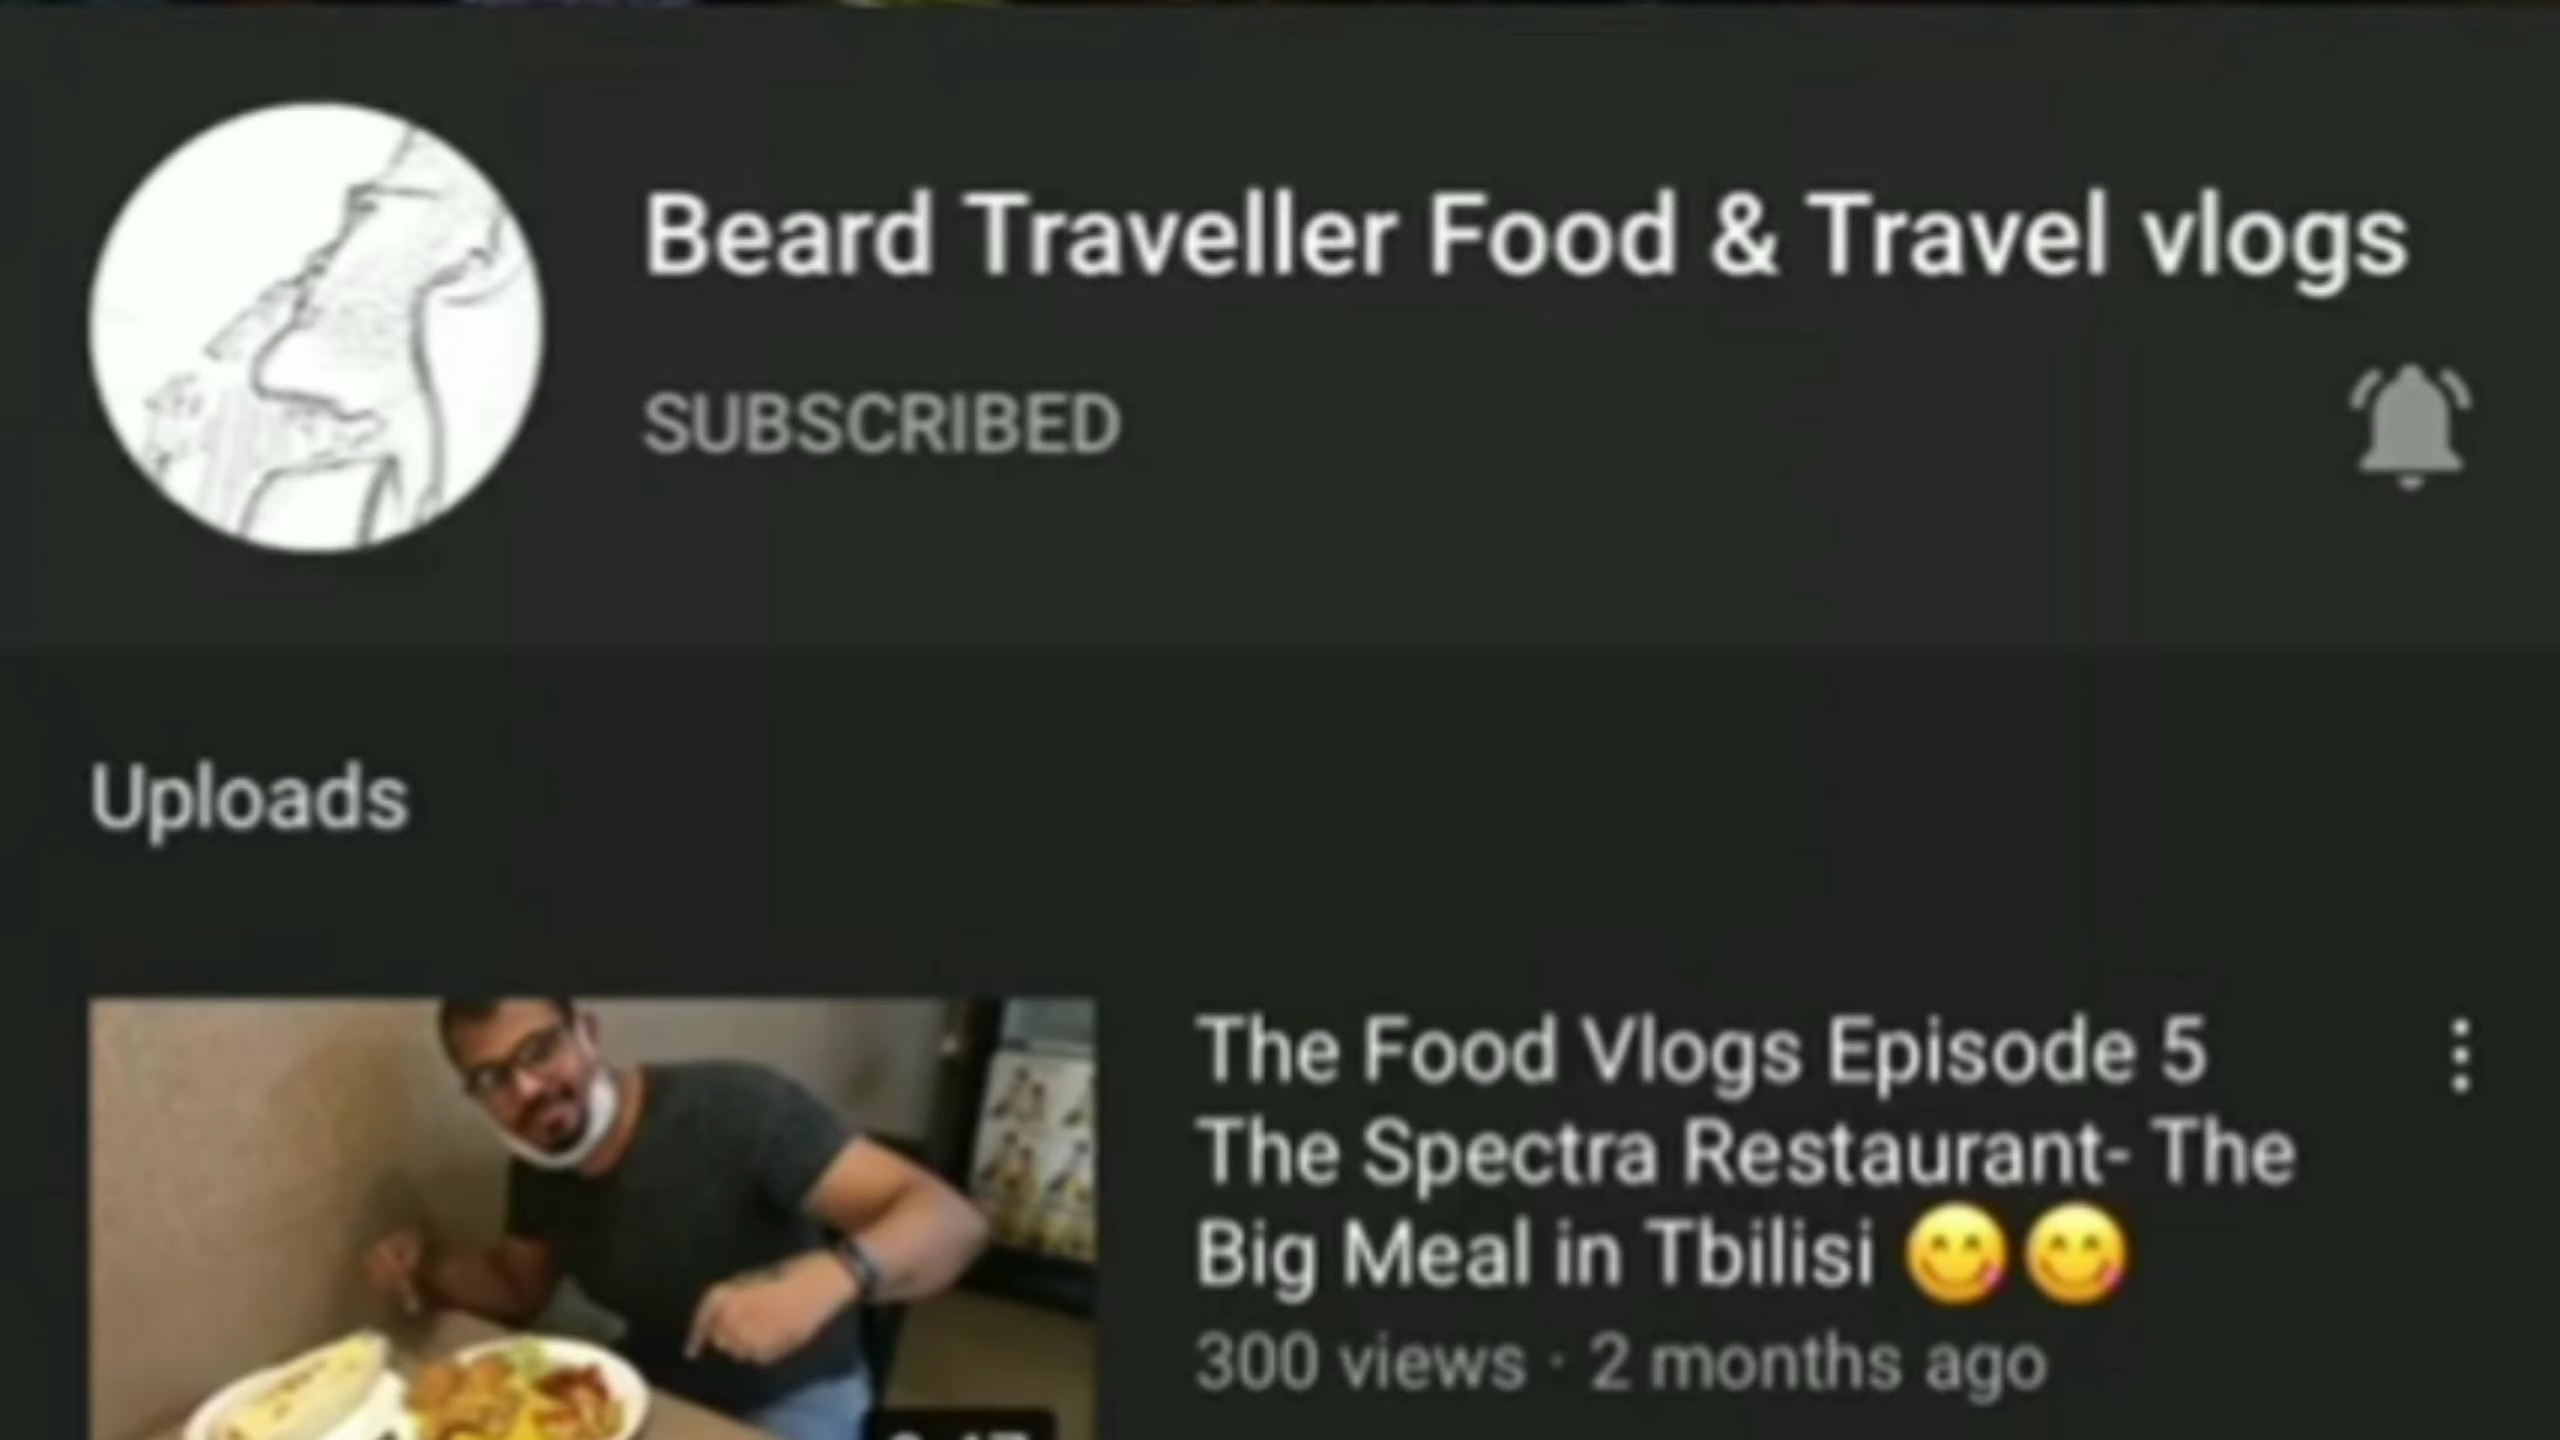 Beard Traveller Food & Travel vlogs
SUBSCRIBED
Uploads
The Food Vlogs Episode 5
The Spectra Restaurant- The
Big Meal in Tbilisi 😋😋
300 views · 2 months ago